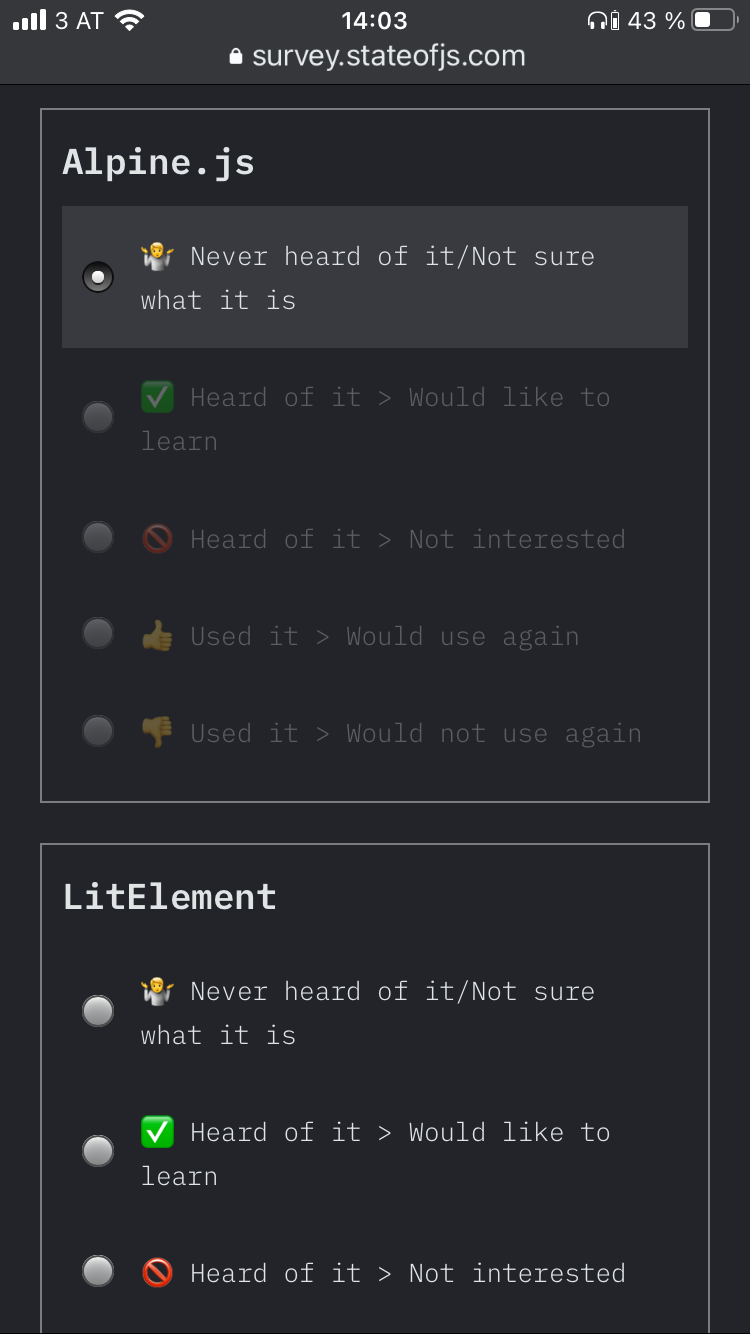 3 AT 14:03 43 %
survey.stateofjs.com
Alpine.js
🤷 Never heard of it/Not sure
what it is
✅ Heard of it > Would like to
learn
🚫 Heard of it > Not interested
👍 Used it > Would use again
👎 Used it > Would not use again
LitElement
🤷 Never heard of it/Not sure
what it is
✅ Heard of it > Would like to
learn
🚫 Heard of it > Not interested